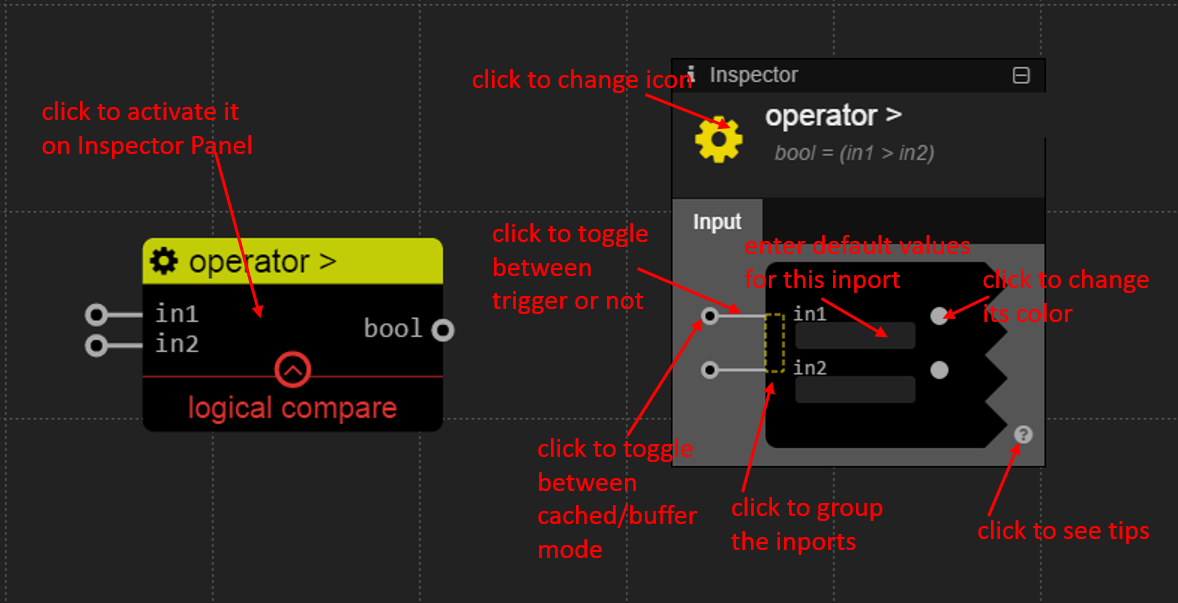 click to activate it
on Inspector Panel
operator >
in1
in2
bool
logical compare
click to change icon
i Inspector
operator >
bool = (in1 > in2)
Input
click to toggle
between
trigger or not
enter default values
for this inport
click to change
its color
in1
in2
?
click to toggle
between
cached/buffer
mode
click to group
the inports
click to see tips